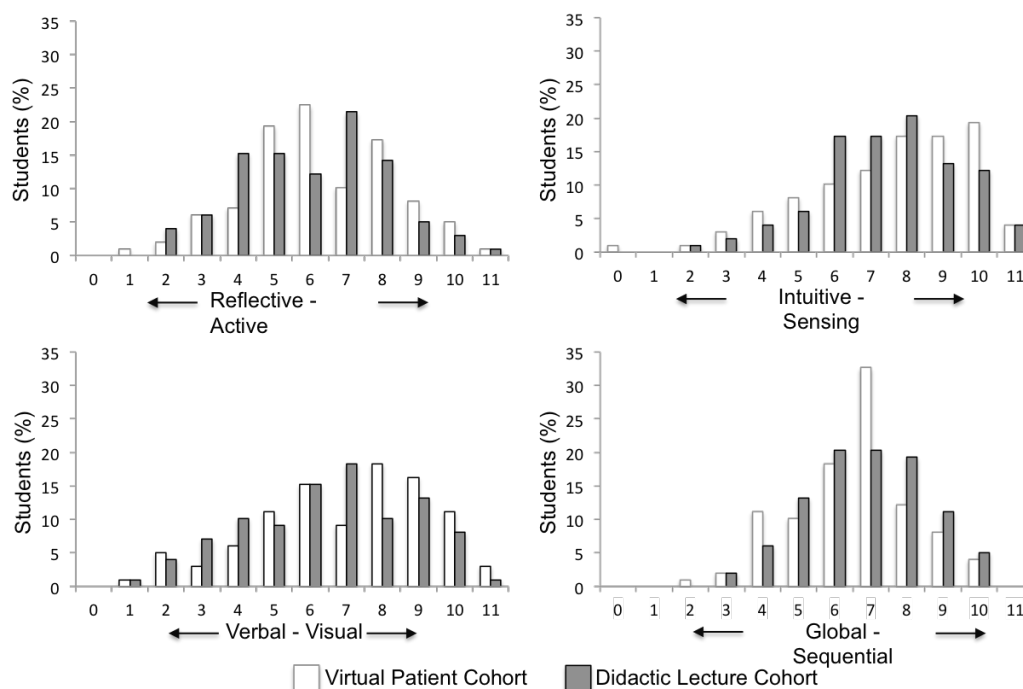 35
30
25
20
15
10
5
0
Students (%)
0 1 2 3 4 5 6 7 8 9 10 11
Reflective -
Active
35
30
25
20
15
10
5
0
Students (%)
0 1 2 3 4 5 6 7 8 9 10 11
Intuitive -
Sensing
35
30
25
20
15
10
5
0
Students (%)
0 1 2 3 4 5 6 7 8 9 10 11
Verbal - Visual
35
30
25
20
15
10
5
0
Students (%)
0 1 2 3 4 5 6 7 8 9 10 11
Global -
Sequential
Virtual Patient Cohort Didactic Lecture Cohort